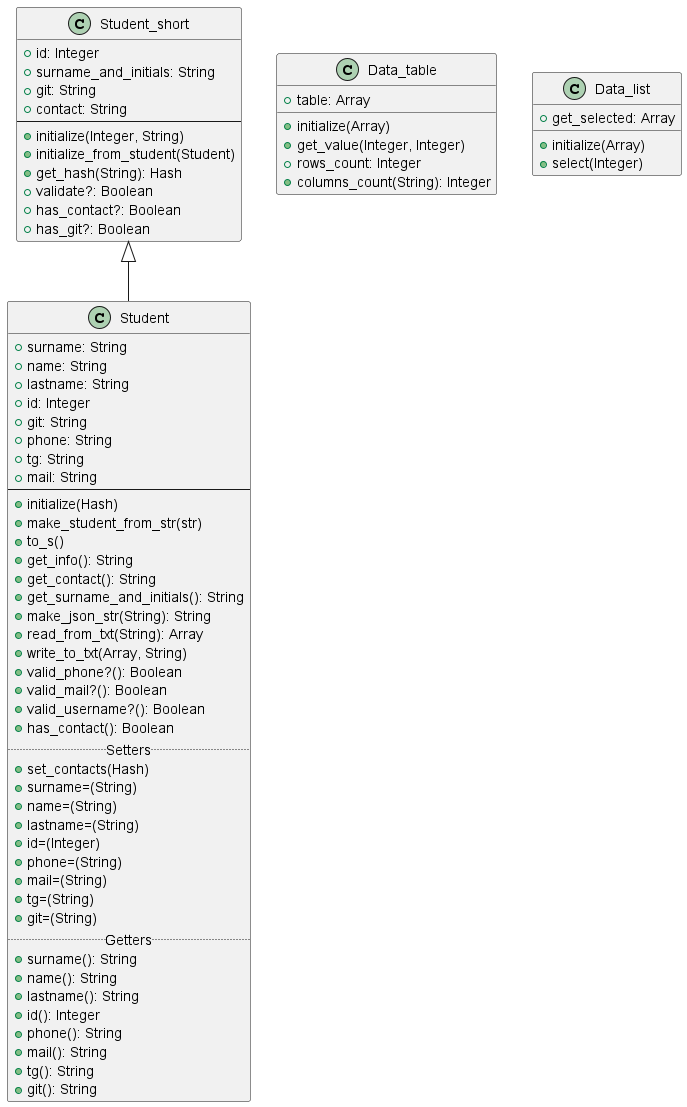 C Student_short
id: Integer
surname_and_initials: String
git: String
contact: String
initialize(Integer, String)
initialize_from_student(Student)
get_hash(String): Hash
validate?: Boolean
has_contact?: Boolean
has_git?: Boolean
C Data_table
table: Array
initialize(Array)
get_value(Integer, Integer)
rows_count: Integer
columns_count(String): Integer
C Data_list
get_selected: Array
initialize(Array)
select(Integer)
C Student
surname: String
name: String
lastname: String
id: Integer
git: String
phone: String
tg: String
mail: String
initialize(Hash)
make_student_from_str(str)
to_s()
get_info(): String
get_contact(): String
get_surname_and_initials(): String
make_json_str(String): String
read_from_txt(String): Array
write_to_txt(Array, String)
valid_phone?(): Boolean
valid_mail?(): Boolean
valid_username?(): Boolean
has_contact(): Boolean
Setters
set_contacts(Hash)
surname=(String)
name=(String)
lastname=(String)
id=(Integer)
phone=(String)
mail=(String)
tg=(String)
git=(String)
Getters
surname(): String
name(): String
lastname(): String
id(): Integer
phone(): String
mail(): String
tg(): String
git(): String